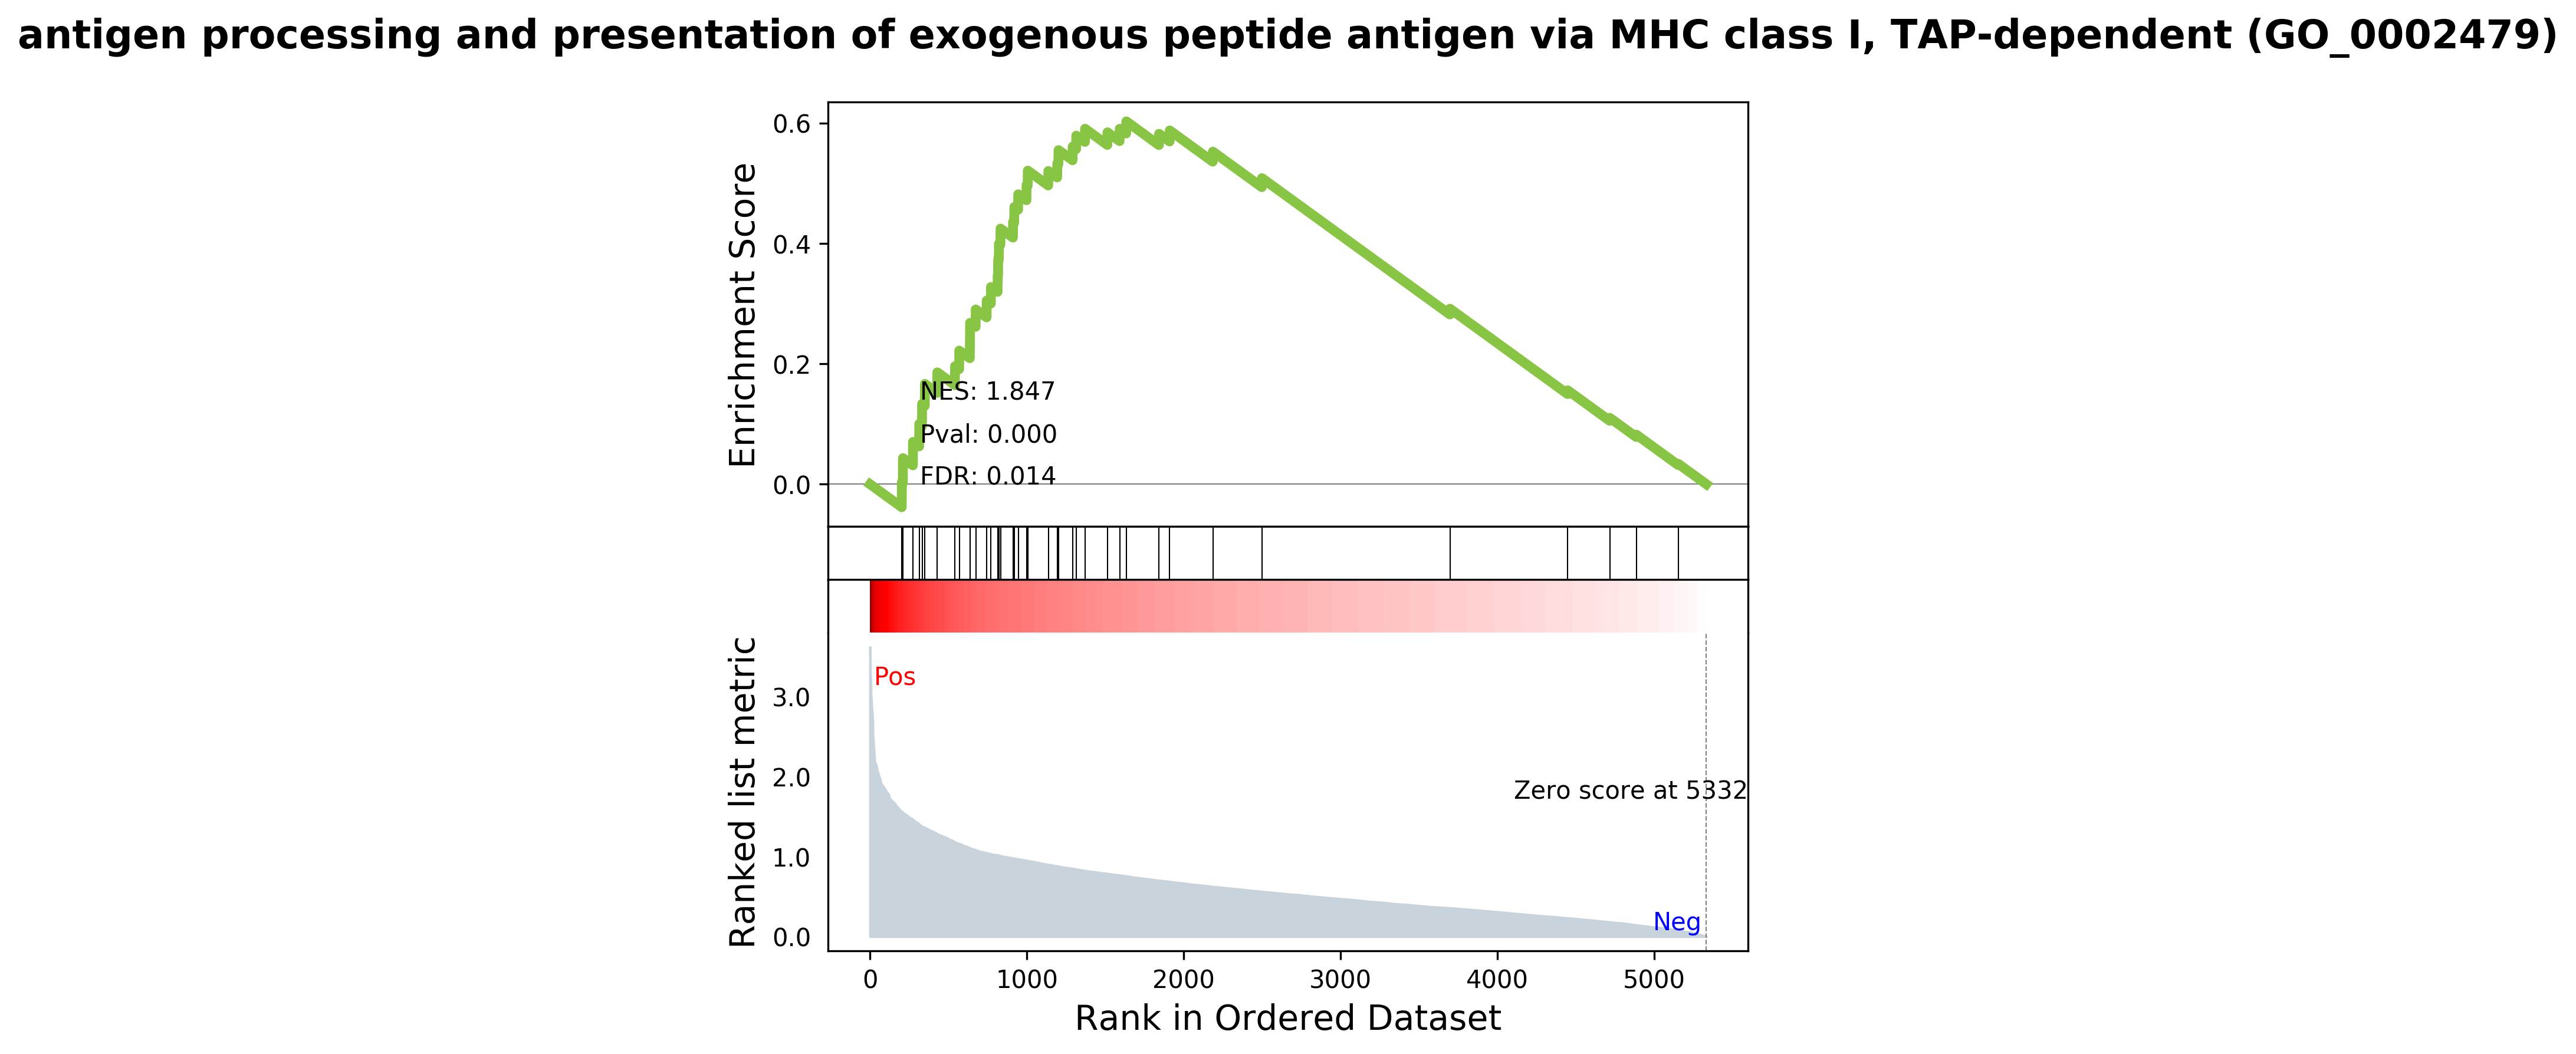 antigen processing and presentation of exogenous peptide antigen via MHC class I, TAP-dependent (GO_0002479)
Enrichment Score
0.6
0.4
0.2
0.0
NES: 1.847
Pval: 0.000
FDR: 0.014
Ranked list metric
3.0
2.0
1.0
0.0
Pos
Zero score at 5332
Neg
0 1000 2000 3000 4000 5000
Rank in Ordered Dataset